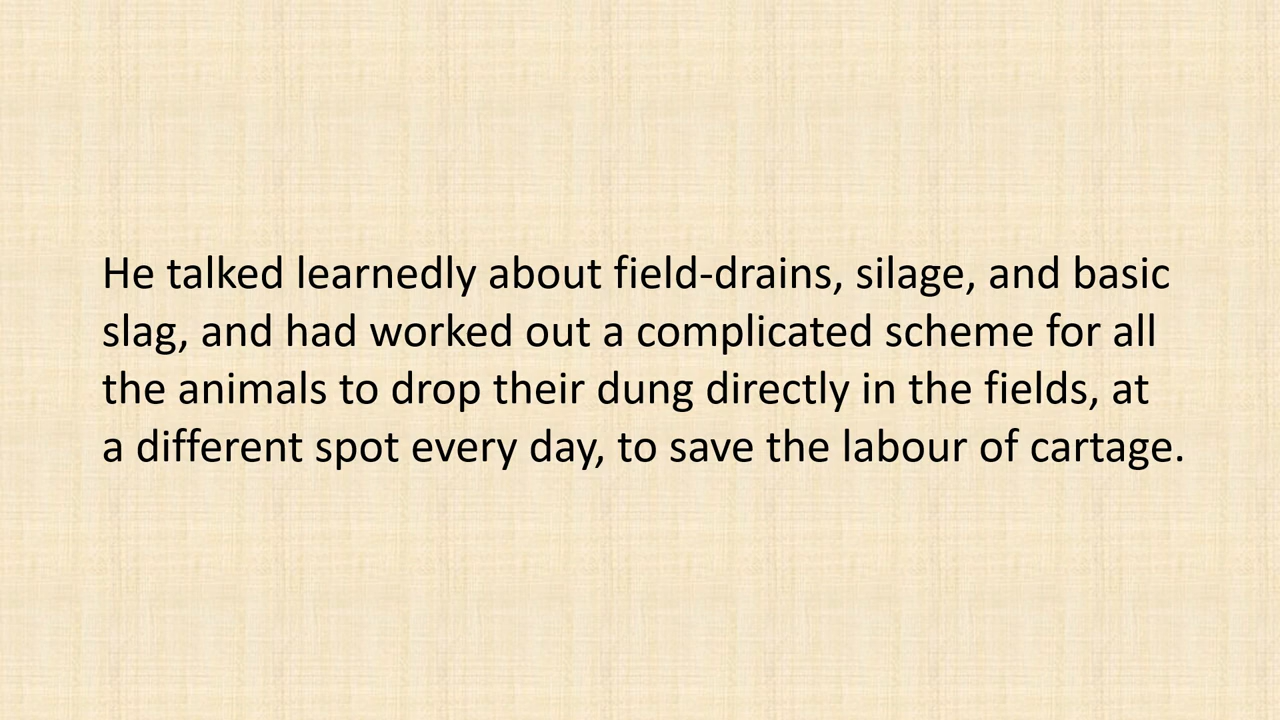 He talked learnedly about field-drains, silage, and basic
slag, and had worked out a complicated scheme for all
the animals to drop their dung directly in the fields, at
a different spot every day, to save the labour of cartage.